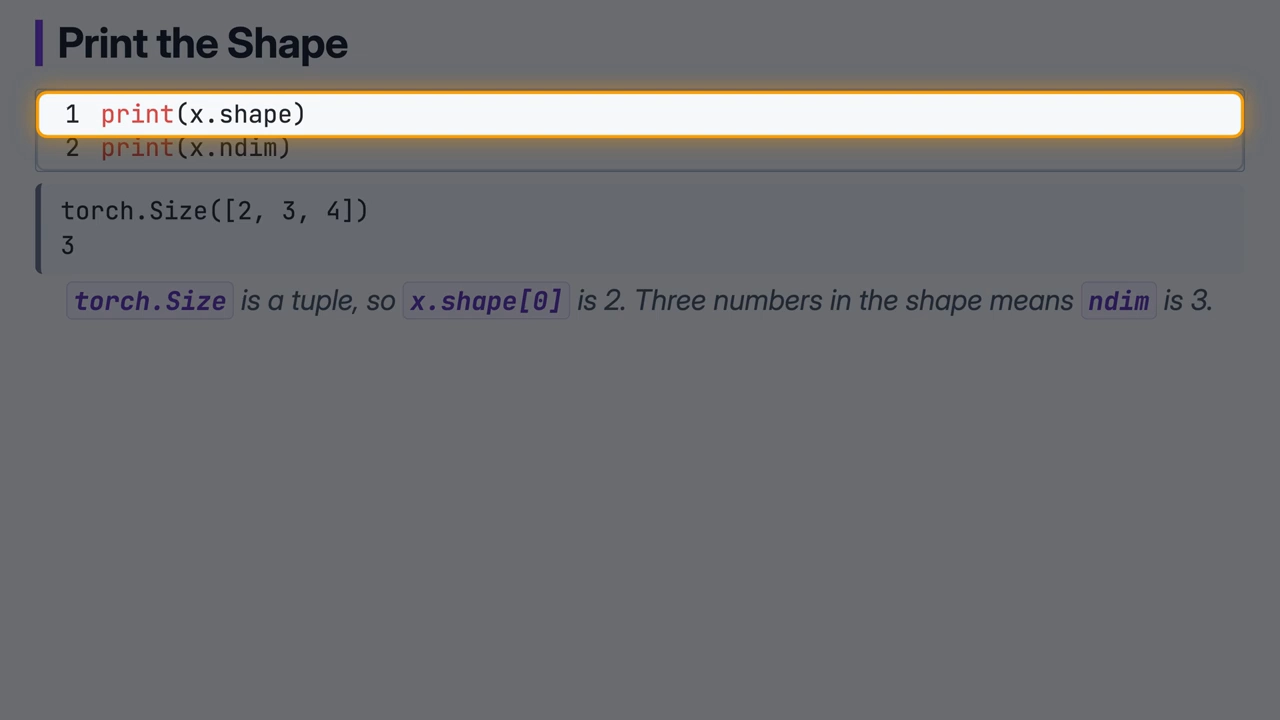 Print the Shape
1 print(x.shape)
2 print(x.ndim)
torch.Size([2, 3, 4])
3
torch.Size is a tuple, so x.shape[0] is 2. Three numbers in the shape means ndim is 3.